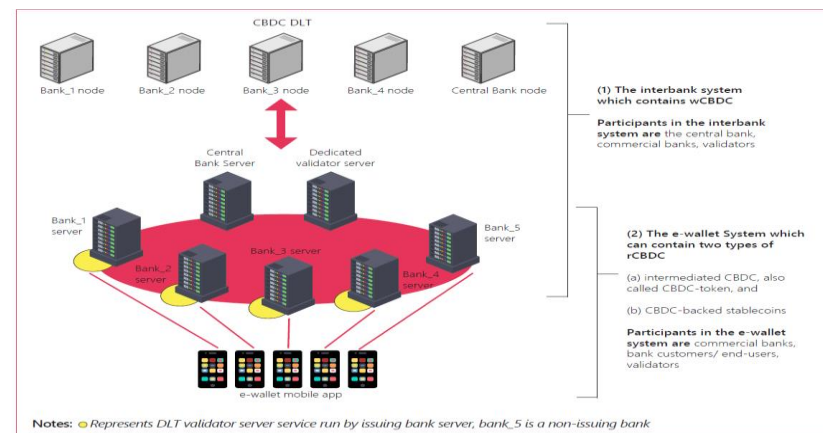 CBDC DLT
Bank_1 node
Bank_2 node
Bank_3 node
Bank_4 node
Central Bank node
(1) The interbank system
which contains wCBDC
Participants in the interbank
system are the central bank,
commercial banks, validators
Central
Bank Server
Dedicated
validator server
Bank_1
server
Bank_2
server
Bank_3 server
Bank_4
server
Bank_5
server
(2) The e-wallet System which
can contain two types of
rCBDC
(a) intermediated CBDC, also
called CBDC-token, and
(b) CBDC-backed stablecoins
Participants in the e-wallet
system are commercial banks,
bank customers/ end-users,
validators
e-wallet mobile app
Notes: Represents DLT validator server service run by issuing bank server, bank_5 is a non-issuing bank